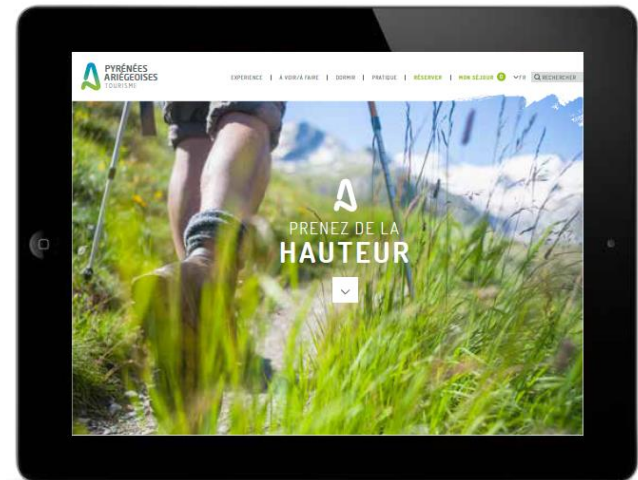 PYRÉNÉES
ARIÉGEOISES
TOURISME
EXPERIENCE | A VOIR/À FAIRE | DORMIR | PRATIQUE | RÉSERVER | MON SÉJOUR 0 FR RECHERCHER
PRENEZ DE LA
HAUTEUR